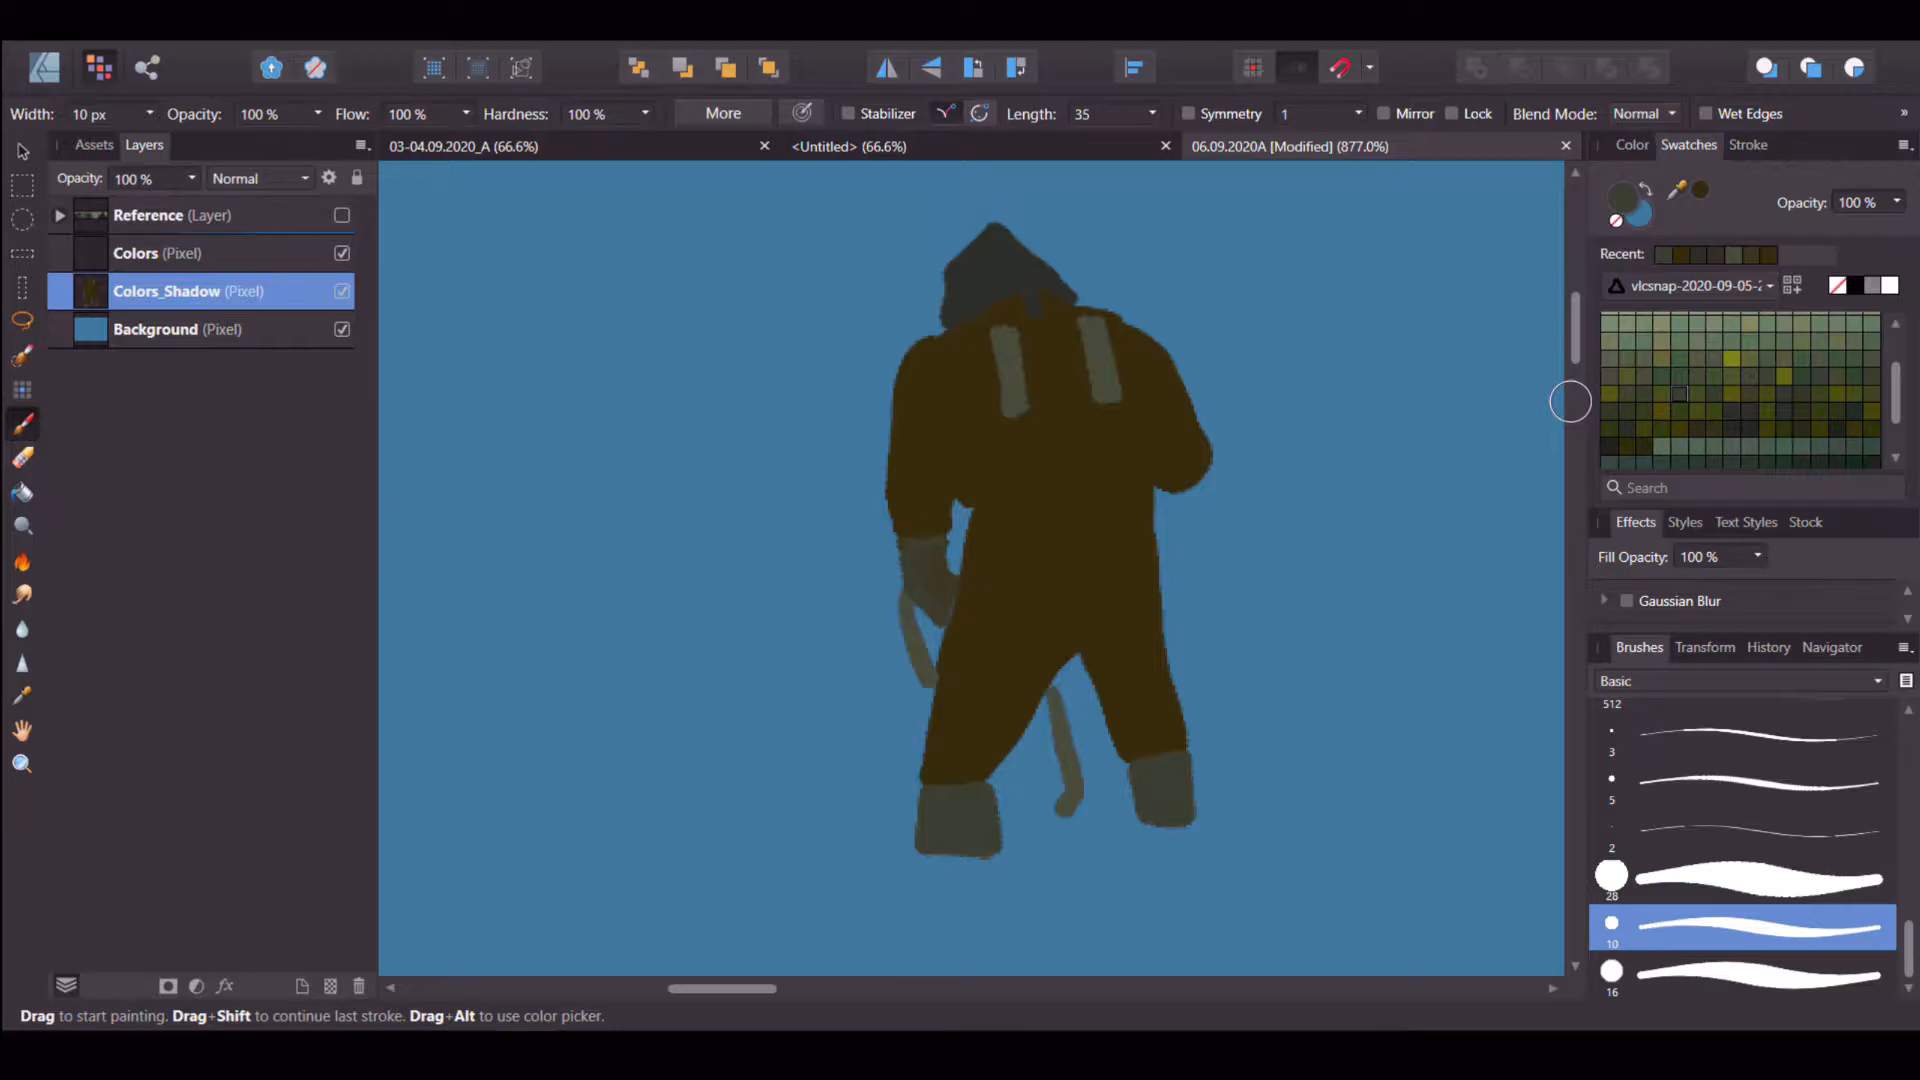 Width: 10 px Opacity: 100 % Flow: 100 % Hardness: 100 % More Stabilizer Length: 35 Symmetry 1 Mirror Lock Blend Mode: Normal Wet Edges »
Assets Layers 03-04.09.2020_A (66.6%) <Untitled> (66.6%) 06.09.2020A [Modified] (877.0%) Color Swatches Stroke
Opacity: 100 % Normal
Opacity: 100 %
Reference (Layer)
Colors (Pixel)
Recent:
Colors_Shadow (Pixel)
vlcsnap-2020-09-05-2
Background (Pixel)
Search
Effects Styles Text Styles Stock
Fill Opacity: 100 %
Gaussian Blur
Brushes Transform History Navigator
Basic
512
3
5
2
28
10
16
fx
Drag to start painting. Drag+Shift to continue last stroke. Drag+Alt to use color picker.